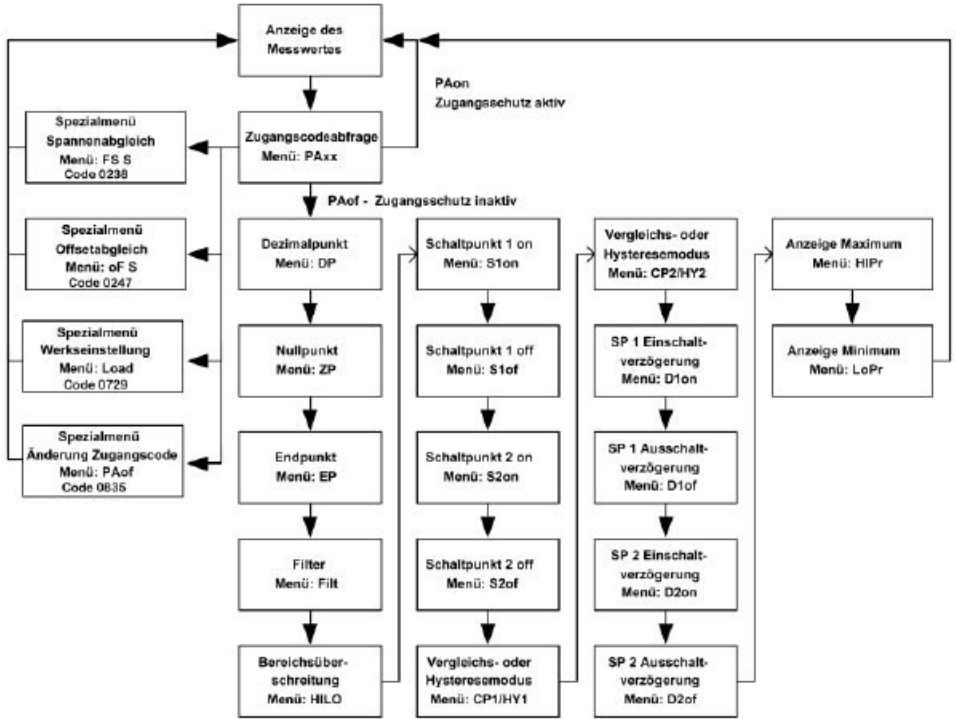 Anzeige des
Messwertes
PAon
Zugangsschutz aktiv
Spezialmenü
Spannenabgleich
Menü: FS S
Code 0238
Zugangscodeabfrage
Menü: PAxx
PAof - Zugangsschutz inaktiv
Spezialmenü
Offsetabgleich
Menü: oF S
Code 0247
Spezialmenü
Werkseinstellung
Menü: Load
Code 0729
Spezialmenü
Änderung Zugangscode
Menü: PAof
Code 0835
Dezimalpunkt
Menü: DP
Nullpunkt
Menü: ZP
Endpunkt
Menü: EP
Filter
Menü: Filt
Bereichsüber-
schreitung
Menü: HILO
Schaltpunkt 1 on
Menü: S1on
Schaltpunkt 1 off
Menü: S1of
Schaltpunkt 2 on
Menü: S2on
Schaltpunkt 2 off
Menü: S2of
Vergleichs- oder
Hysteresemodus
Menü: CP1/HY1
Vergleichs- oder
Hysteresemodus
Menü: CP2/HY2
SP 1 Einschalt-
verzögerung
Menü: D1on
SP 1 Ausschalt-
verzögerung
Menü: D1of
SP 2 Einschalt-
verzögerung
Menü: D2on
SP 2 Ausschalt-
verzögerung
Menü: D2of
Anzeige Maximum
Menü: HIPr
Anzeige Minimum
Menü: LoPr